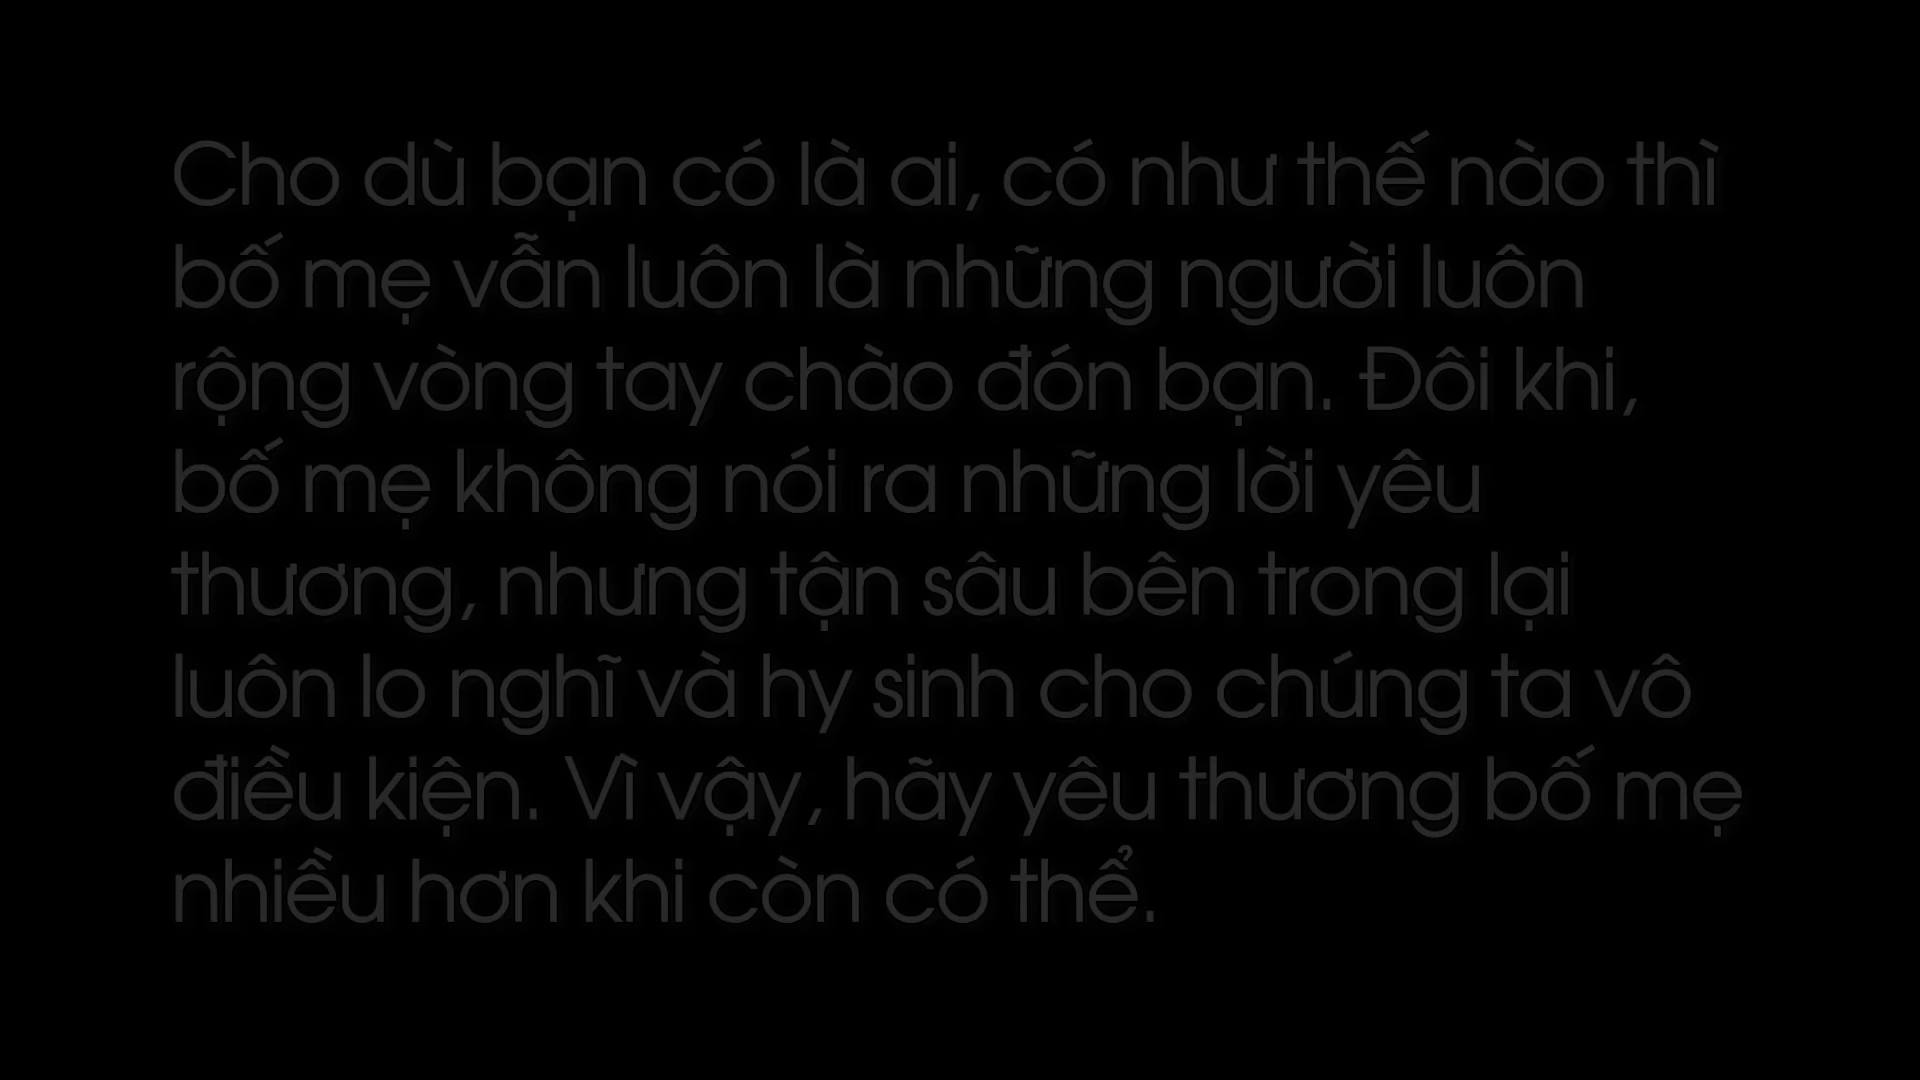 Cho dù bạn có là ai, có như thế nào thì
bố mẹ vẫn luôn là những người luôn
rộng vòng tay chào đón bạn. Đôi khi,
bố mẹ không nói ra những lời yêu
thương, nhưng tận sâu bên trong lại
luôn lo nghĩ và hy sinh cho chúng ta vô
điều kiện. Vì vậy, hãy yêu thương bố mẹ
nhiều hơn khi còn có thể.